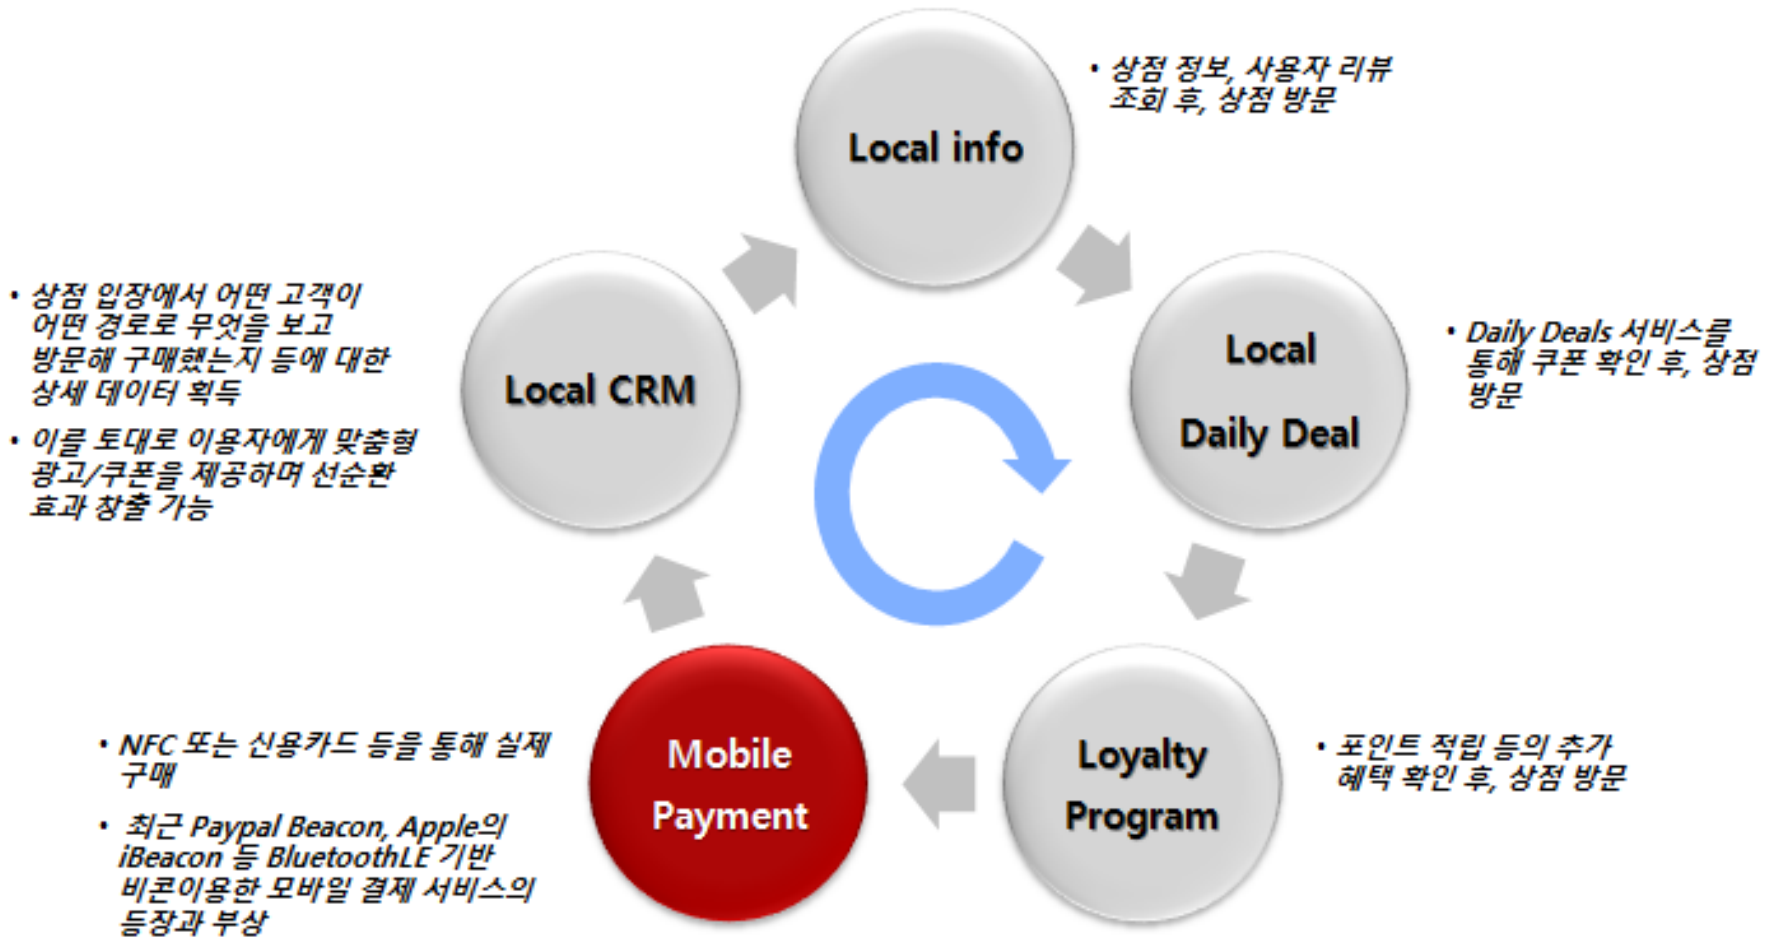 Local info
• 상점 정보, 사용자 리뷰
조회 후, 상점 방문
Local
Daily Deal
• Daily Deals 서비스를
통해 쿠폰 확인 후, 상점
방문
Loyalty
Program
• 포인트 적립 등의 추가
혜택 확인 후, 상점 방문
Mobile
Payment
• NFC 또는 신용카드 등을 통해 실제
구매
• 최근 Paypal Beacon, Apple의
iBeacon 등 BluetoothLE 기반
비콘이용한 모바일 결제 서비스의
등장과 부상
Local CRM
• 상점 입장에서 어떤 고객이
어떤 경로로 무엇을 보고
방문해 구매했는지 등에 대한
상세 데이터 획득
• 이를 토대로 이용자에게 맞춤형
광고/쿠폰을 제공하며 선순환
효과 창출 가능